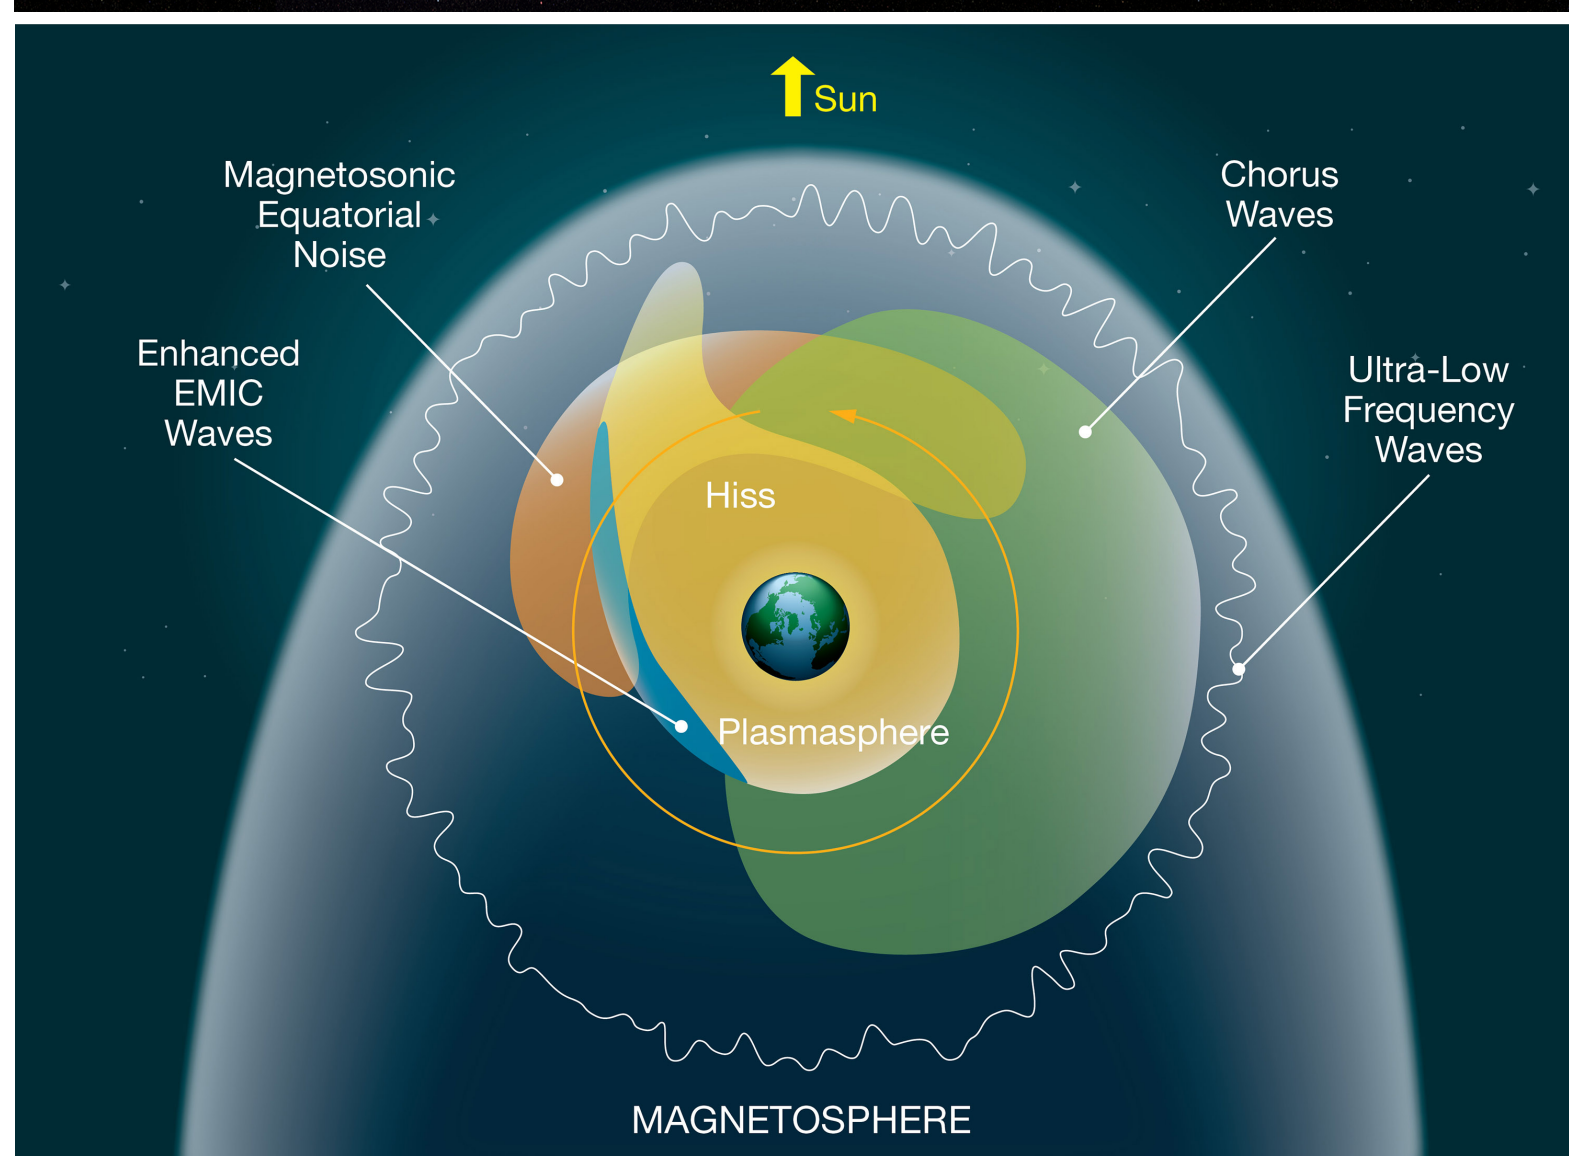 Sun
Magnetosonic
Equatorial
Noise
Chorus
Waves
Enhanced
EMIC
Waves
Ultra-Low
Frequency
Waves
Hiss
Plasmasphere
MAGNETOSPHERE